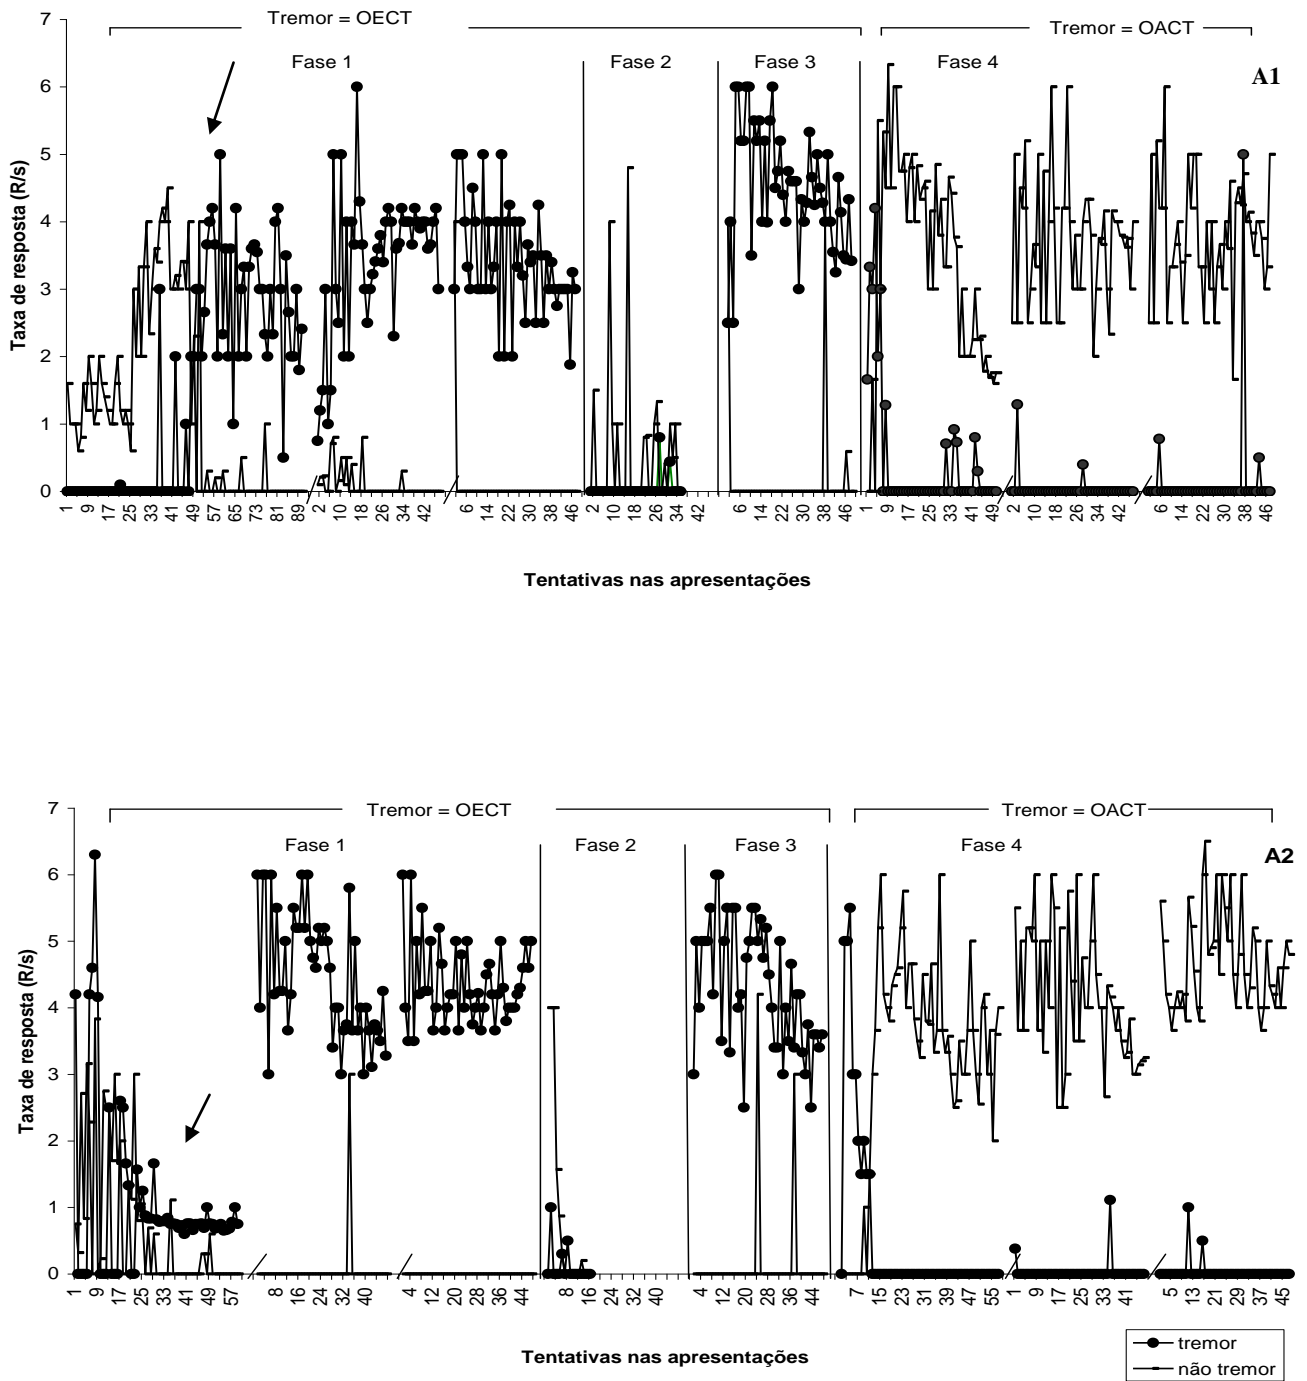 Tremor = OECT
Tremor = OACT
Fase 1
Fase 2
Fase 3
Fase 4
A1
Taxa de resposta (R/s)
7
6
5
4
3
2
1
0
1 9 17 25 33 41 49 57 65 73 81 89 2 10 18 26 34 42 6 14 22 30 38 46 2 10 18 26 34 42 6 14 22 30 38 46 1 9 17 25 33 41 49 2 10 18 26 34 42 6 14 22 30 38 46
Tentativas nas apresentações
Tremor = OECT
Tremor = OACT
Fase 1
Fase 2
Fase 3
Fase 4
A2
Taxa de resposta (R/s)
7
6
5
4
3
2
1
0
1 9 17 25 33 41 49 57 8 16 24 32 40 4 12 20 28 36 44 8 16 24 32 40 4 12 20 28 36 44 7 15 23 31 39 47 55 1 9 17 25 33 41 5 13 21 29 37 45
Tentativas nas apresentações
tremor
não tremor